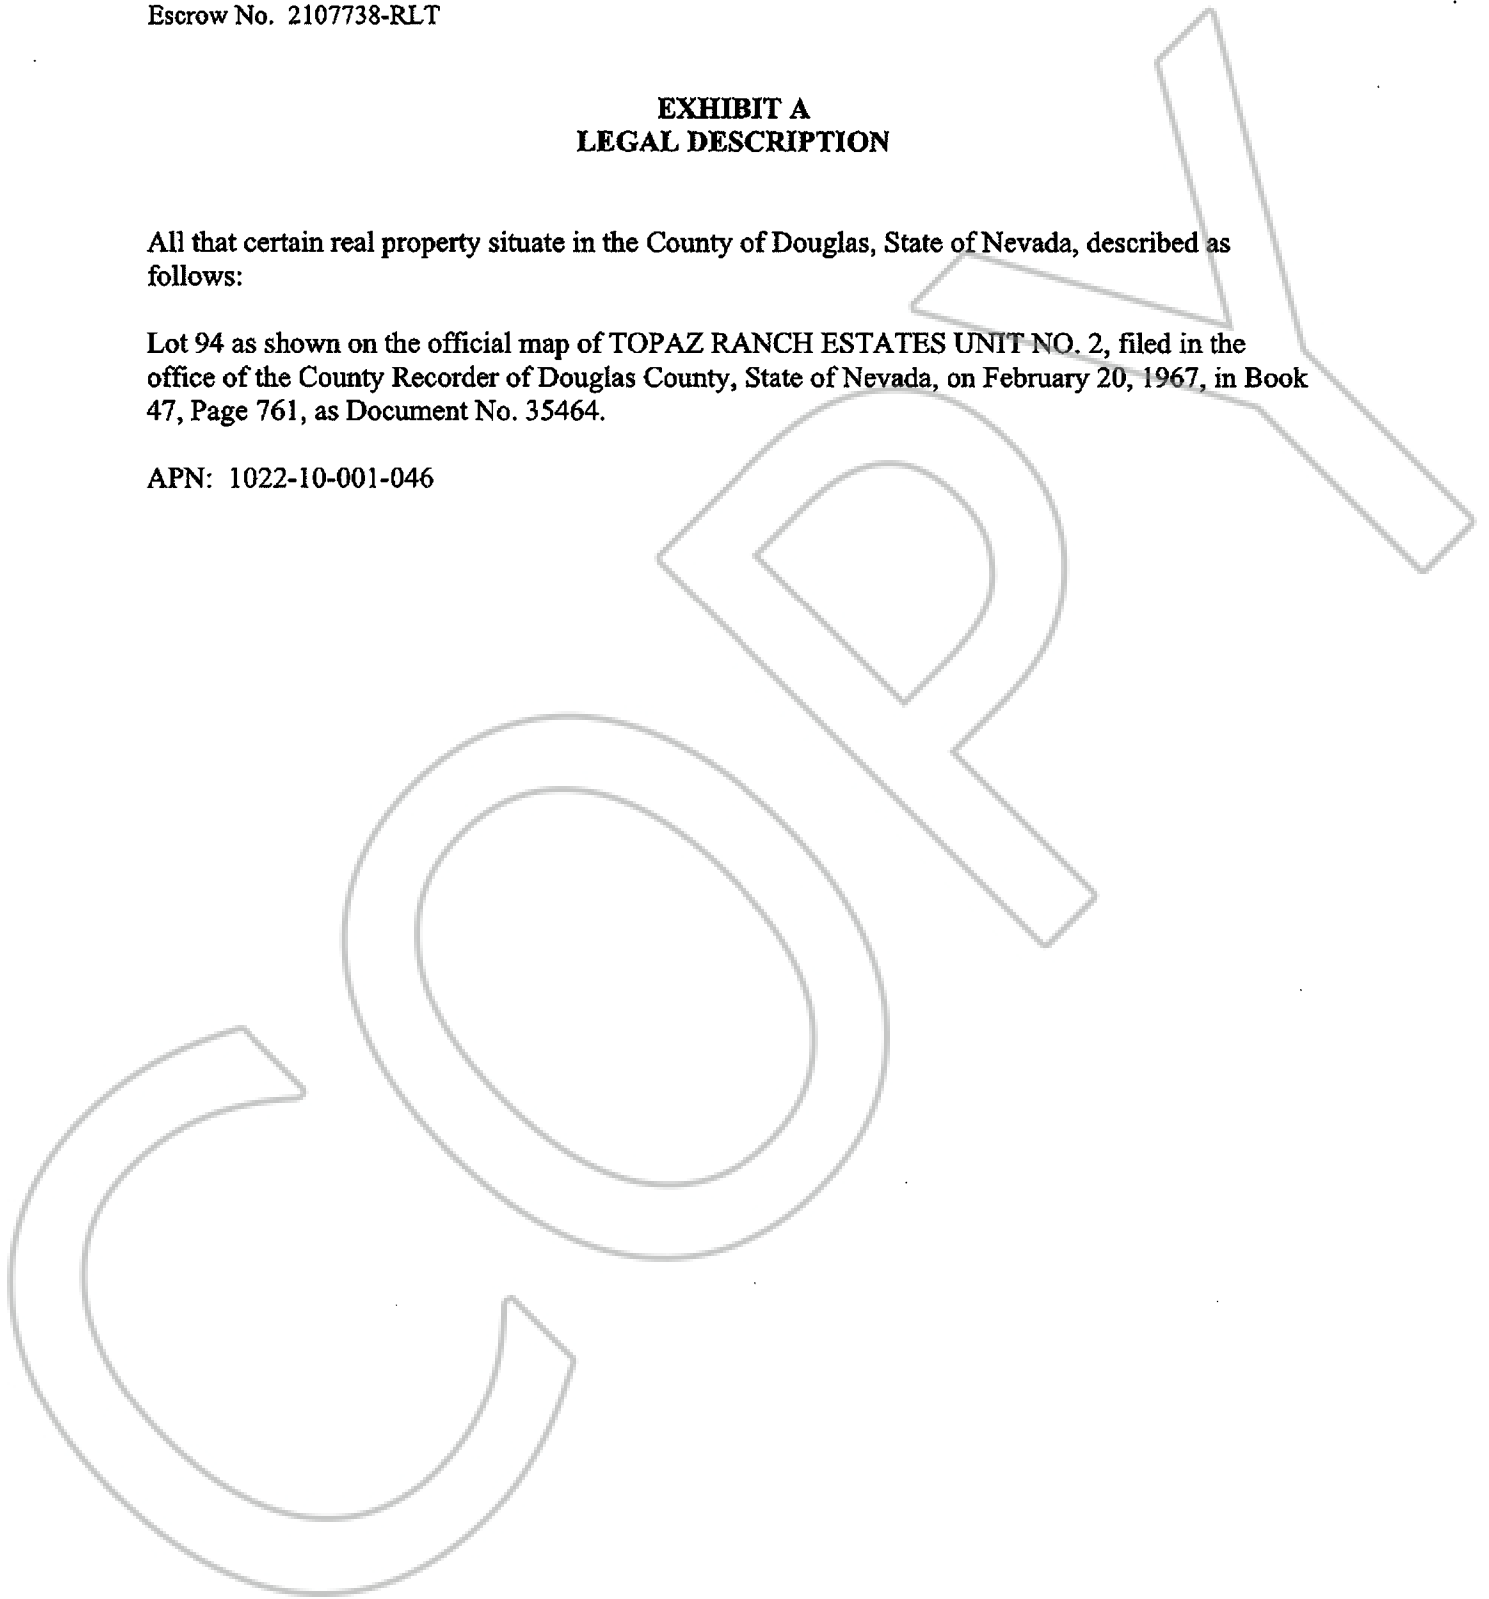 Escrow No. 2107738-RLT
EXHIBIT A
LEGAL DESCRIPTION
All that certain real property situate in the County of Douglas, State of Nevada, described as
follows:
Lot 94 as shown on the official map of TOPAZ RANCH ESTATES UNIT NO. 2, filed in the
office of the County Recorder of Douglas County, State of Nevada, on February 20, 1967, in Book
47, Page 761, as Document No. 35464.
APN: 1022-10-001-046
COPY